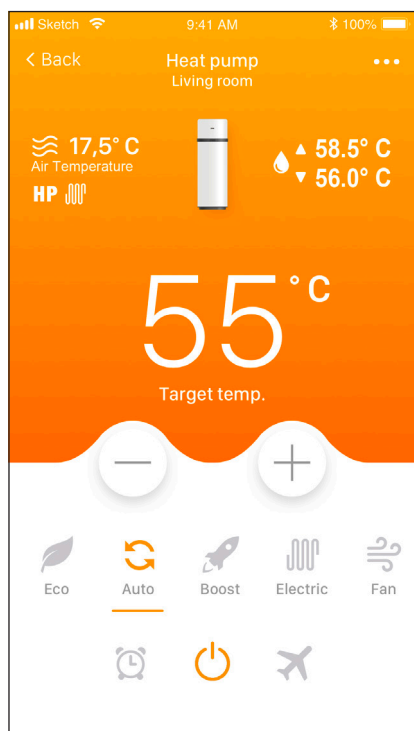 Sketch 9:41 AM 100%
Back Heat pump
Living room
17,5° C
Air Temperature
HP
▲ 58.5° C
▼ 56.0° C
55°C
Target temp.
Eco Auto Boost Electric Fan